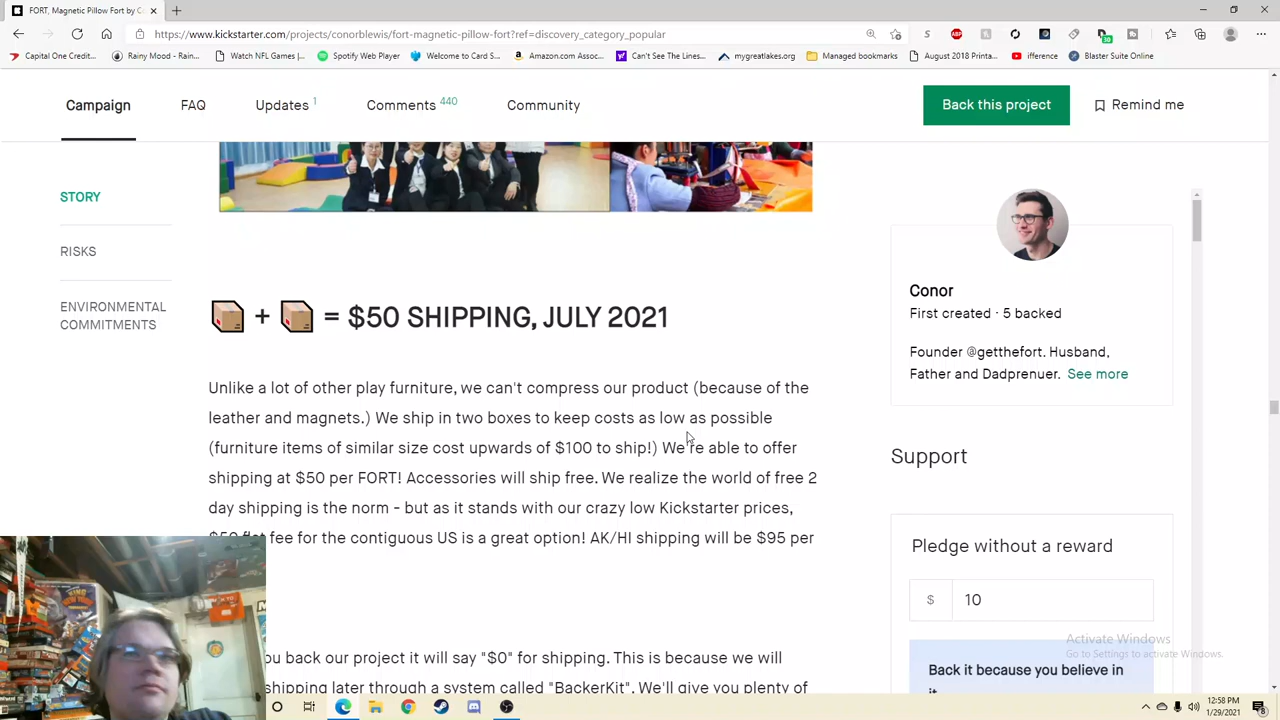 FORT, Magnetic Pillow Fort by C
https://www.kickstarter.com/projects/conorblewis/fort-magnetic-pillow-fort?ref=discovery_category_popular
Capital One Credit...
Rainy Mood - Rain...
Watch NFL Games |...
Spotify Web Player
Welcome to Card S...
Amazon.com Assoc...
Can't See The Lines...
mygreatlakes.org
Managed bookmarks
August 2018 Printa...
ifference
Blaster Suite Online
Campaign
FAQ
Updates 1
Comments 440
Community
Back this project
Remind me
STORY
RISKS
ENVIRONMENTAL
COMMITMENTS
+ = $50 SHIPPING, JULY 2021
Unlike a lot of other play furniture, we can't compress our product (because of the
leather and magnets.) We ship in two boxes to keep costs as low as possible
(furniture items of similar size cost upwards of $100 to ship!) We're able to offer
shipping at $50 per FORT! Accessories will ship free. We realize the world of free 2
day shipping is the norm - but as it stands with our crazy low Kickstarter prices,
$50 flat fee for the contiguous US is a great option! AK/HI shipping will be $95 per
ou back our project it will say "$0" for shipping. This is because we will
shipping later through a system called "BackerKit". We'll give you plenty of
Conor
First created · 5 backed
Founder @getthefort. Husband,
Father and Dadprenuer. See more
Support
Pledge without a reward
$ 10
Back it because you believe in
it.
Activate Windows
Go to Settings to activate Windows.
12:58 PM
1/29/2021